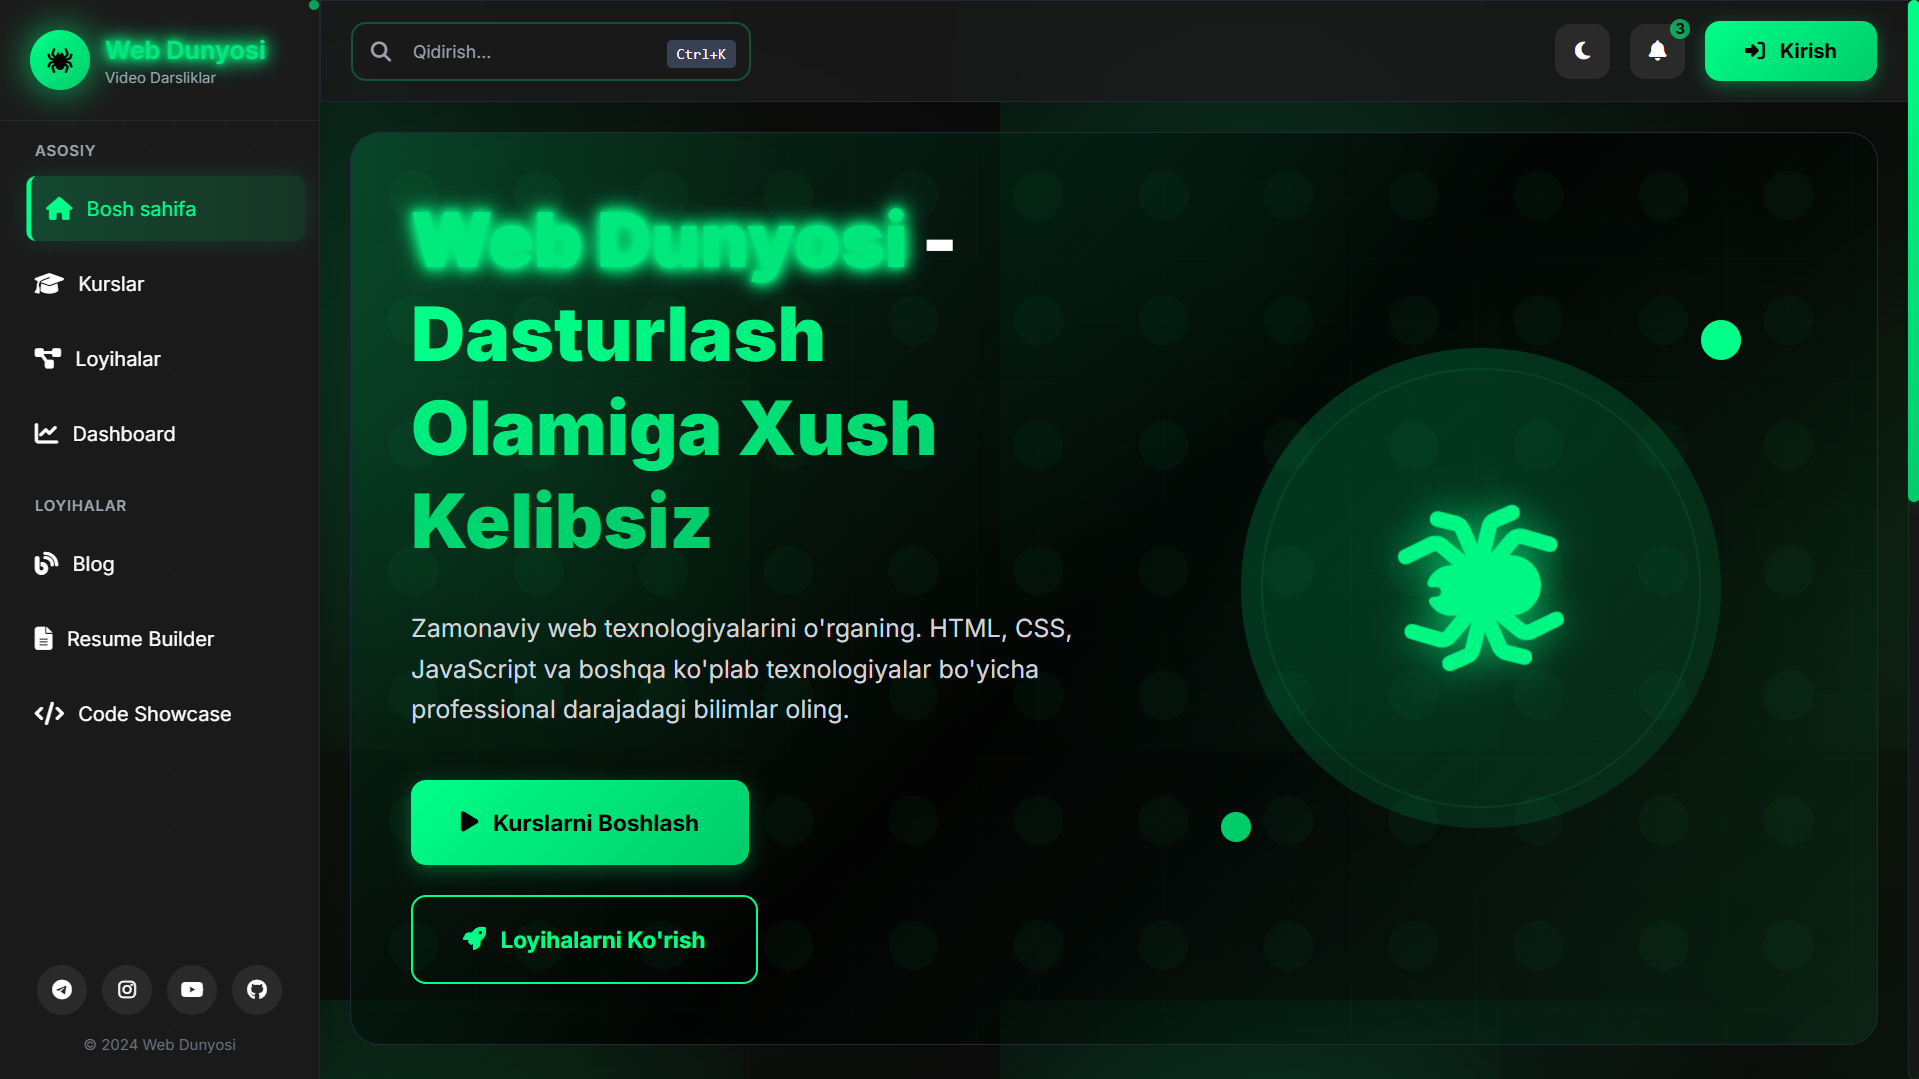 Web Dunyosi
Video Darsliklar
Qidirish...
Ctrl+K
3
Kirish
ASOSIY
Bosh sahifa
Kurslar
Loyihalar
Dashboard
LOYIHALAR
Blog
Resume Builder
Code Showcase
© 2024 Web Dunyosi
Web Dunyosi -
Dasturlash
Olamiga Xush
Kelibsiz
Zamonaviy web texnologiyalarini o'rganing. HTML, CSS,
JavaScript va boshqa ko'plab texnologiyalar bo'yicha
professional darajadagi bilimlar oling.
Kurslarni Boshlash
Loyihalarni Ko'rish